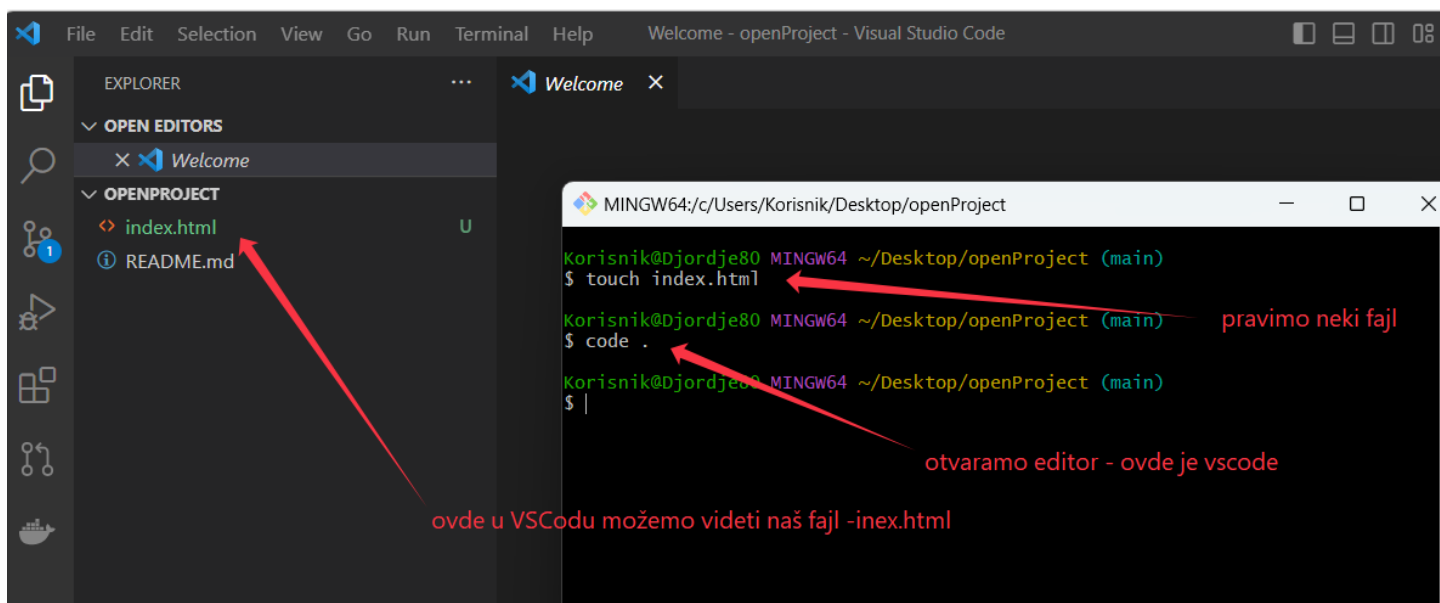 File Edit Selection View Go Run Terminal Help Welcome - openProject - Visual Studio Code
EXPLORER ...
Welcome
OPEN EDITORS
Welcome
OPENPROJECT
index.html U
README.md
1
MINGW64:/c/Users/Korisnik/Desktop/openProject
Korisnik@Djordje80 MINGW64 ~/Desktop/openProject (main)
$ touch index.html
pravimo neki fajl
Korisnik@Djordje80 MINGW64 ~/Desktop/openProject (main)
$ code .
Korisnik@Djordje80 MINGW64 ~/Desktop/openProject (main)
$
otvaramo editor - ovde je vscode
ovde u VSCodu možemo videti naš fajl -inex.html